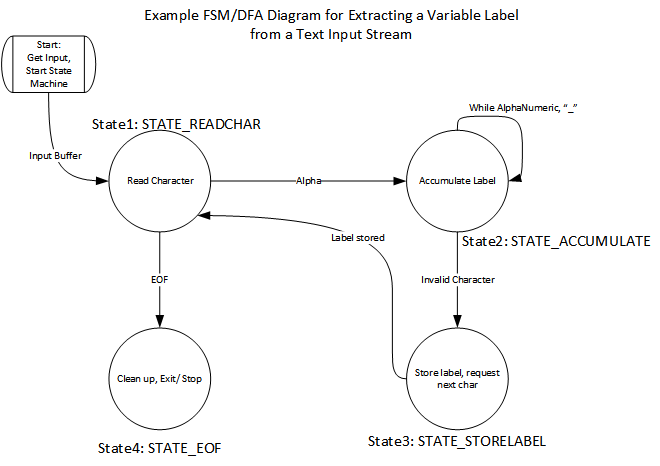 Example FSM/DFA Diagram for Extracting a Variable Label
from a Text Input Stream
Start:
Get Input,
Start State
Machine
Input Buffer
State1: STATE_READCHAR
Read Character
Alpha
While AlphaNumeric, “_”
Accumulate Label
State2: STATE_ACCUMULATE
Label stored
EOF
Invalid Character
Clean up, Exit/ Stop
State4: STATE_EOF
Store label, request
next char
State3: STATE_STORELABEL